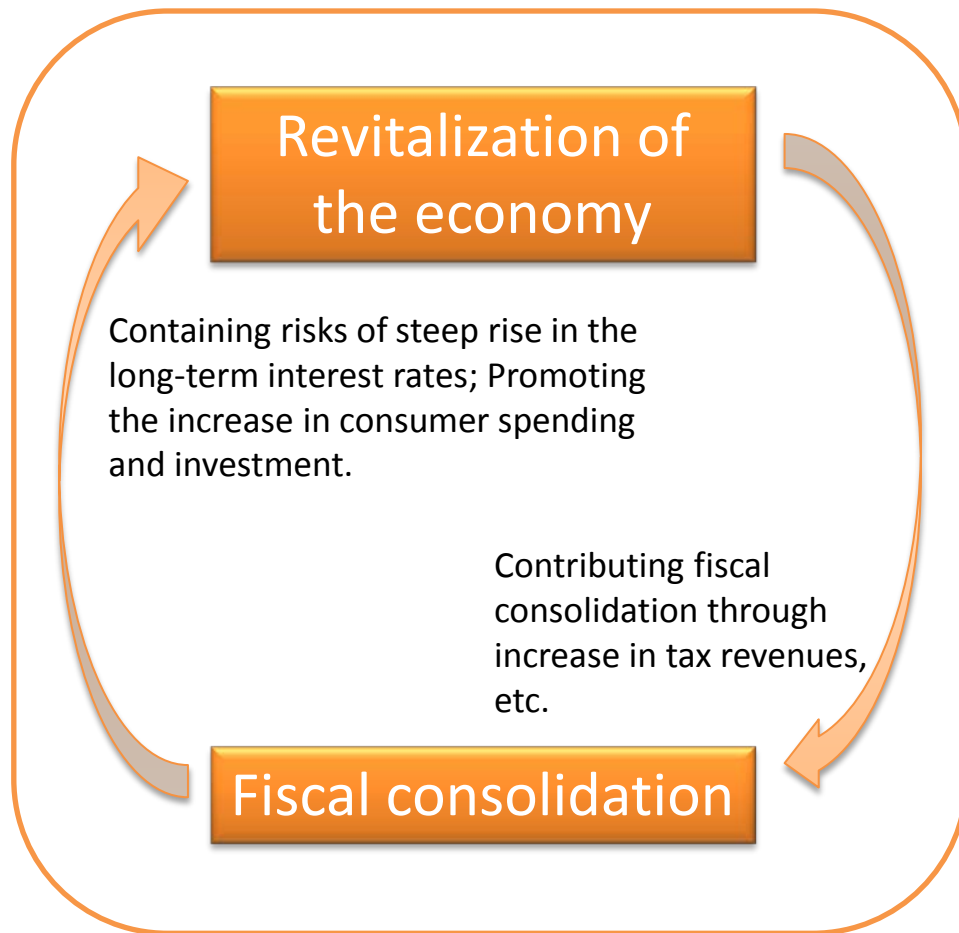 Revitalization of
the economy
Containing risks of steep rise in the
long-term interest rates; Promoting
the increase in consumer spending
and investment.
Contributing fiscal
consolidation through
increase in tax revenues,
etc.
Fiscal consolidation